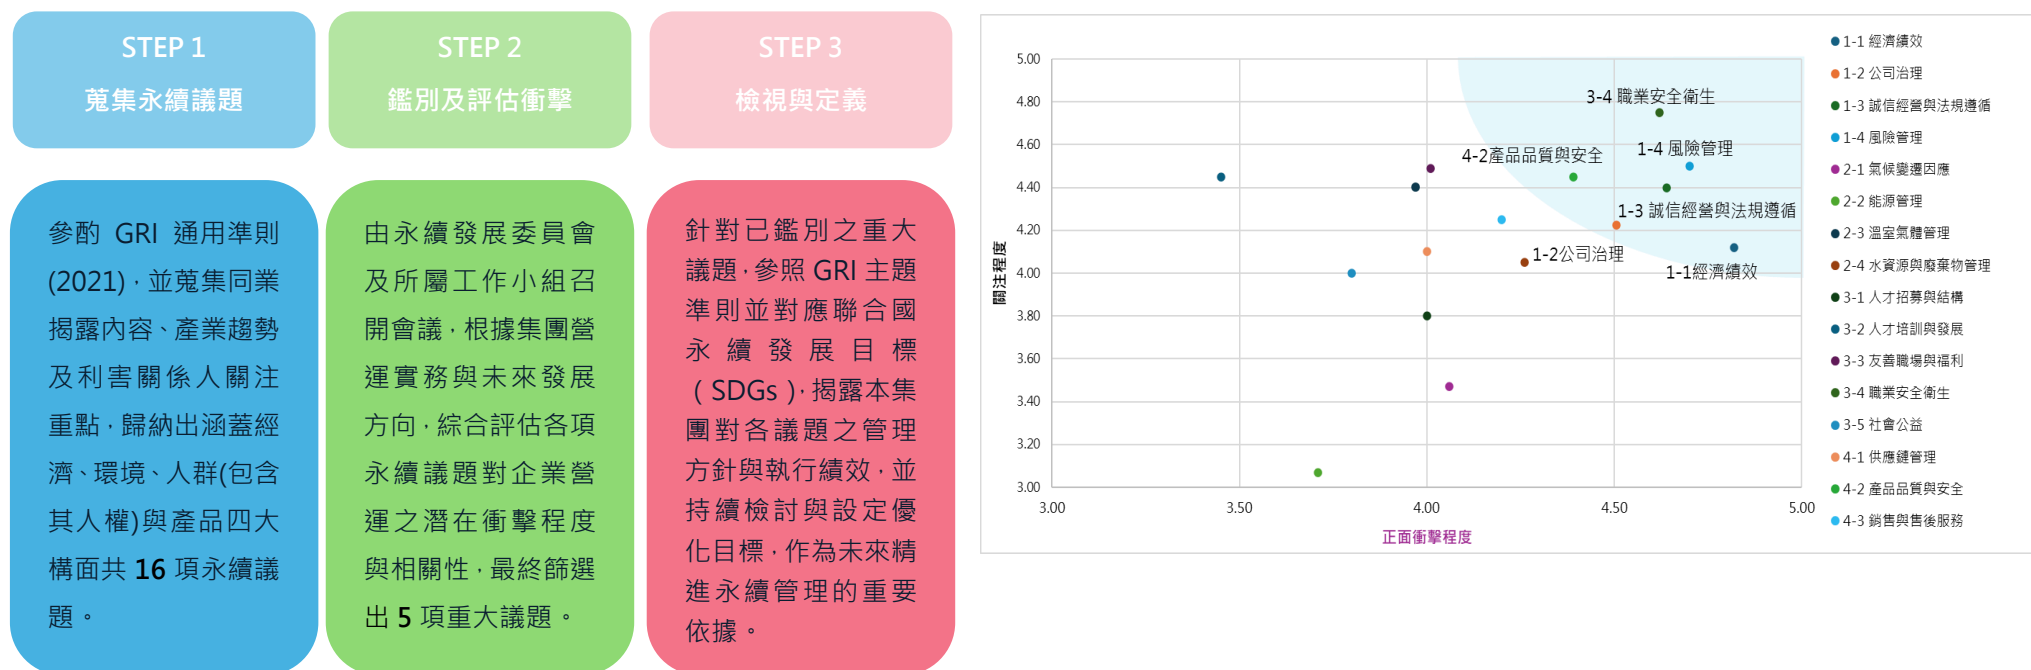 STEP 1
蒐集永續議題
參酌 GRI 通用準則
(2021)，並蒐集同業
揭露內容、產業趨勢
及利害關係人關注
重點，歸納出涵蓋經
濟、環境、人群(包含
其人權)與產品四大
構面共 16 項永續議
題。
STEP 2
鑑別及評估衝擊
由永續發展委員會
及所屬工作小組召
開會議，根據集團營
運實務與未來發展
方向，綜合評估各項
永續議題對企業營
運之潛在衝擊程度
與相關性，最終篩選
出 5 項重大議題。
STEP 3
檢視與定義
針對已鑑別之重大
議題，參照 GRI 主題
準則並對應聯合國
永續發展目標
（SDGs），揭露本集
團對各議題之管理
方針與執行績效，並
持續檢討與設定優
化目標，作為未來精
進永續管理的重要
依據。
關注程度
5.00
4.80
4.60
4.40
4.20
4.00
3.80
3.60
3.40
3.20
3.00
3.00
3.50
4.00
4.50
5.00
正面衝擊程度
3-4 職業安全衛生
1-4 風險管理
4-2產品品質與安全
1-3 誠信經營與法規遵循
1-2公司治理
1-1經濟績效
1-1 經濟績效
1-2 公司治理
1-3 誠信經營與法規遵循
1-4 風險管理
2-1 氣候變遷因應
2-2 能源管理
2-3 溫室氣體管理
2-4 水資源與廢棄物管理
3-1 人才招募與結構
3-2 人才培訓與發展
3-3 友善職場與福利
3-4 職業安全衛生
3-5 社會公益
4-1 供應鏈管理
4-2 產品品質與安全
4-3 銷售與售後服務